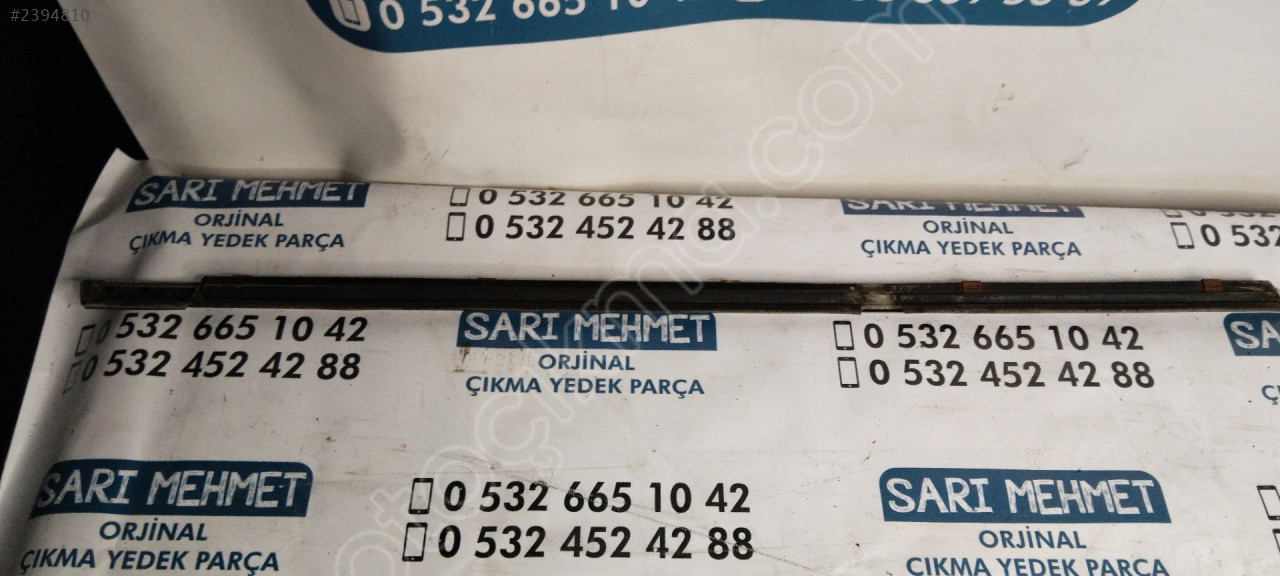 #2394810
0 532 665 10 42
SARI MEHMET
ORJİNAL
ÇIKMA YEDEK PARÇA
0 532 665 10 42
0 532 452 42 88
SARI MEHMET
ORJİNAL
ÇIKMA YEDEK PARÇA
0 532
0 532 665 10 42
0 532 452 42 88
SARI MEHMET
ORJİNAL
ÇIKMA YEDEK PARÇA
0 532 665 10 42
0 532 452 42 88
SARI MEHMET
ORJİNAL
ÇIKMA YEDEK PARÇA
0 532 665 10 42
0 532 452 42 88
SARI MEHMET
ORJİNAL
ÇIKMA YEDEK PARÇA
otoçıkma.com